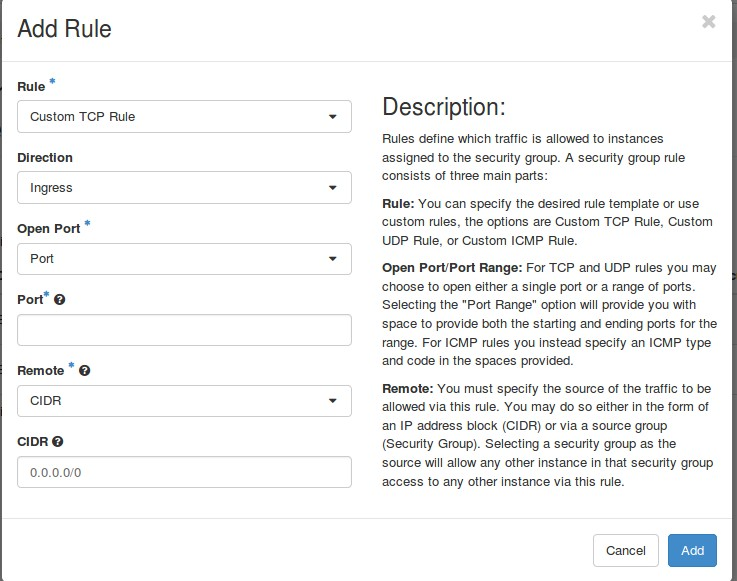 Add Rule
×
Rule *
Custom TCP Rule
Direction
Ingress
Open Port *
Port
Port* ?
Remote * ?
CIDR
CIDR ?
0.0.0.0/0
Description:
Rules define which traffic is allowed to instances
assigned to the security group. A security group rule
consists of three main parts:
Rule: You can specify the desired rule template or use
custom rules, the options are Custom TCP Rule, Custom
UDP Rule, or Custom ICMP Rule.
Open Port/Port Range: For TCP and UDP rules you may
choose to open either a single port or a range of ports.
Selecting the "Port Range" option will provide you with
space to provide both the starting and ending ports for the
range. For ICMP rules you instead specify an ICMP type
and code in the spaces provided.
Remote: You must specify the source of the traffic to be
allowed via this rule. You may do so either in the form of
an IP address block (CIDR) or via a source group
(Security Group). Selecting a security group as the
source will allow any other instance in that security group
access to any other instance via this rule.
Cancel
Add